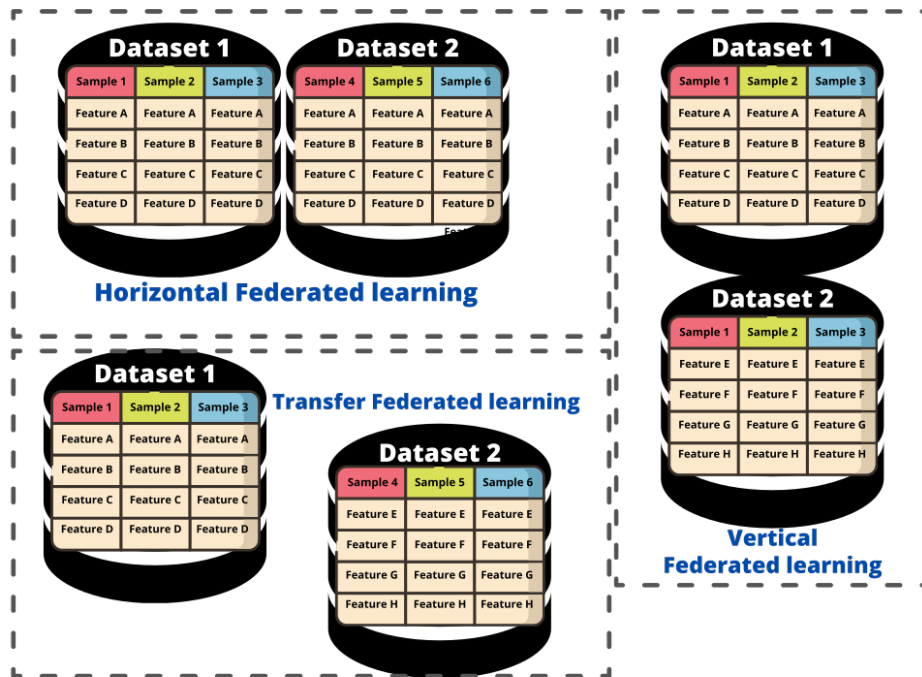 Dataset 1
Sample 1 Sample 2 Sample 3
Feature A Feature A Feature A
Feature B Feature B Feature B
Feature C Feature C Feature C
Feature D Feature D Feature D
Dataset 2
Sample 4 Sample 5 Sample 6
Feature A Feature A Feature A
Feature B Feature B Feature B
Feature C Feature C Feature C
Feature D Feature D Feature D
Horizontal Federated learning
Dataset 1
Sample 1 Sample 2 Sample 3
Feature A Feature A Feature A
Feature B Feature B Feature B
Feature C Feature C Feature C
Feature D Feature D Feature D
Dataset 2
Sample 1 Sample 2 Sample 3
Feature E Feature E Feature E
Feature F Feature F Feature F
Feature G Feature G Feature G
Feature H Feature H Feature H
Vertical
Federated learning
Dataset 1
Sample 1 Sample 2 Sample 3
Feature A Feature A Feature A
Feature B Feature B Feature B
Feature C Feature C Feature C
Feature D Feature D Feature D
Transfer Federated learning
Dataset 2
Sample 4 Sample 5 Sample 6
Feature E Feature E Feature E
Feature F Feature F Feature F
Feature G Feature G Feature G
Feature H Feature H Feature H